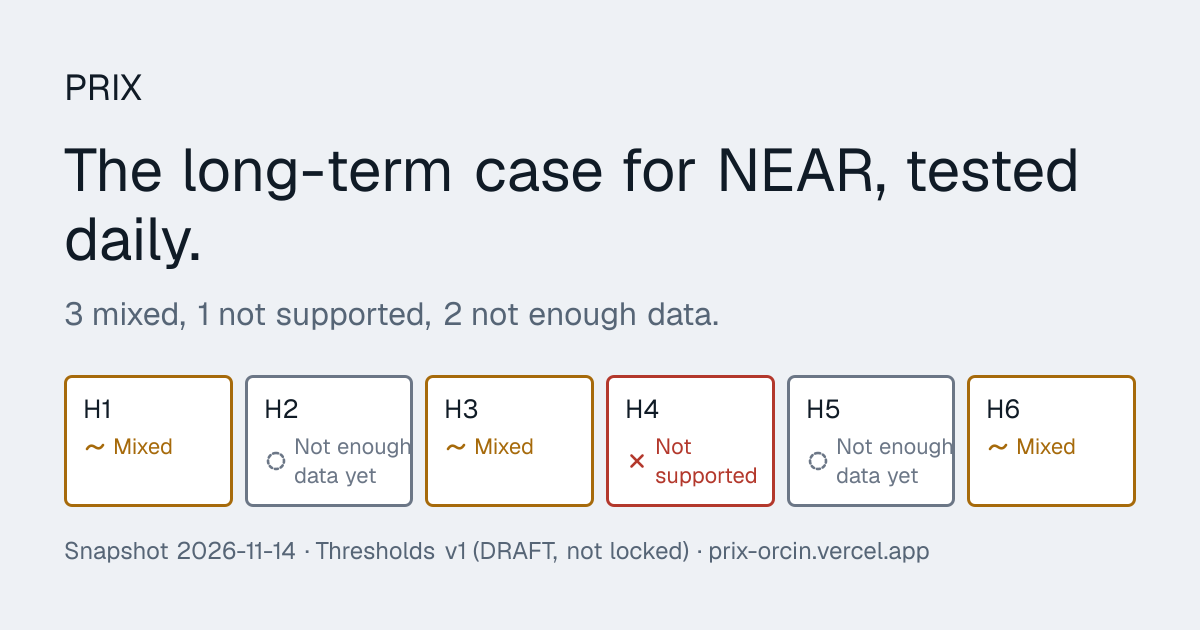 PRIX
The long-term case for NEAR, tested
daily.
3 mixed, 1 not supported, 2 not enough data.
H1
~ Mixed
H2
Not enough
data yet
H3
~ Mixed
H4
× Not
supported
H5
Not enough
data yet
H6
~ Mixed
Snapshot 2026-11-14 · Thresholds v1 (DRAFT, not locked) · prix-orcin.vercel.app